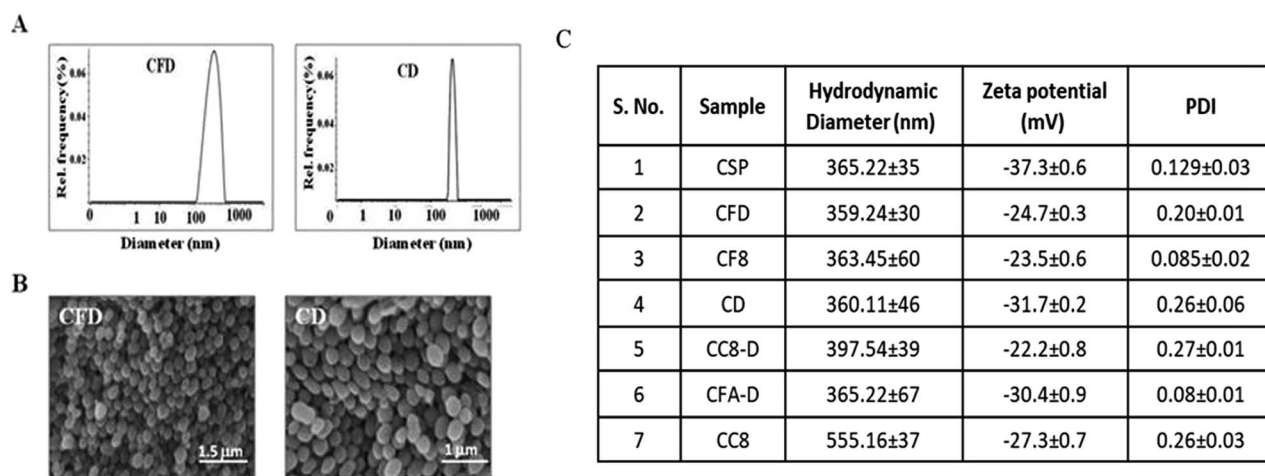 A
CFD
Rel. frequency(%)
0.06
0.04
0.02
0 1 10 100 1000
Diameter (nm)
CD
Rel. frequency(%)
0.06
0.04
0.02
0 1 10 100 1000
Diameter (nm)
B
CFD
1.5 μm
CD
1 μm
C
S. No. Sample Hydrodynamic Diameter (nm) Zeta potential (mV) PDI
1 CSP 365.22±35 -37.3±0.6 0.129±0.03
2 CFD 359.24±30 -24.7±0.3 0.20±0.01
3 CF8 363.45±60 -23.5±0.6 0.085±0.02
4 CD 360.11±46 -31.7±0.2 0.26±0.06
5 CC8-D 397.54±39 -22.2±0.8 0.27±0.01
6 CFA-D 365.22±67 -30.4±0.9 0.08±0.01
7 CC8 555.16±37 -27.3±0.7 0.26±0.03